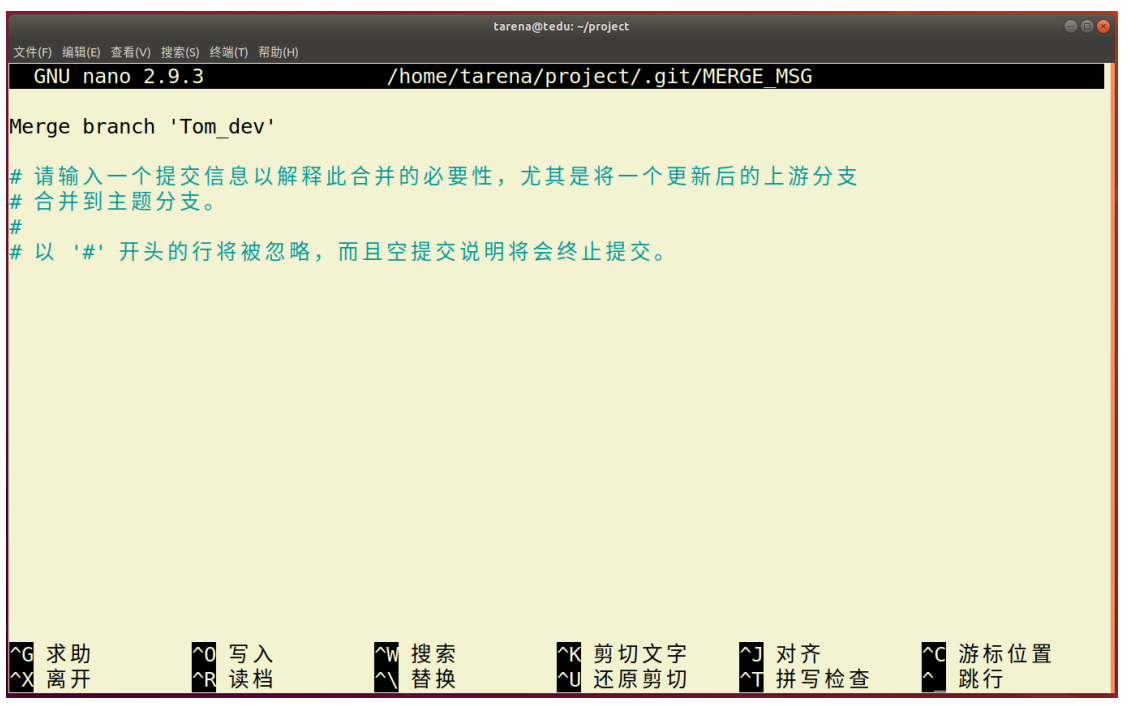 tarena@tedu: ~/project
文件(F) 编辑(E) 查看(V) 搜索(S) 终端(T) 帮助(H)
GNU nano 2.9.3 /home/tarena/project/.git/MERGE_MSG
Merge branch 'Tom_dev'
# 请输入一个提交信息以解释此合并的必要性，尤其是将一个更新后的上游分支
# 合并到主题分支。
#
# 以 '#' 开头的行将被忽略，而且空提交说明将会终止提交。
^G 求助 ^O 写入 ^W 搜索 ^K 剪切文字 ^J 对齐 ^C 游标位置
^X 离开 ^R 读档 ^\ 替换 ^U 还原剪切 ^T 拼写检查 ^_ 跳行